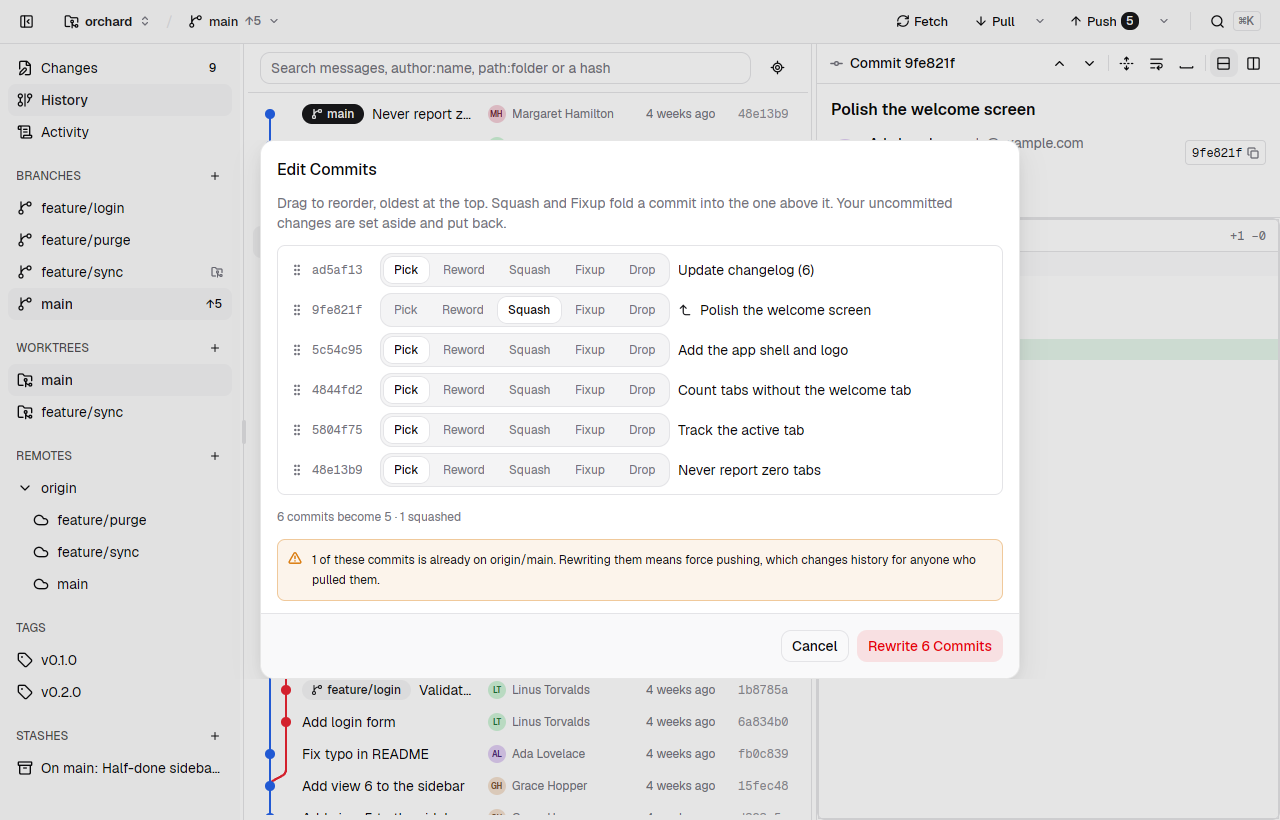 orchard
main ↑5
Fetch
Pull
Push 5
⌘K
Changes 9
History
Activity
BRANCHES
feature/login
feature/purge
feature/sync
main ↑5
WORKTREES
main
feature/sync
REMOTES
origin
feature/purge
feature/sync
main
TAGS
v0.1.0
v0.2.0
STASHES
On main: Half-done sideba...
Search messages, author:name, path:folder or a hash
main Never report z... MH Margaret Hamilton 4 weeks ago 48e13b9
Commit 9fe821f
Polish the welcome screen
ample.com
9fe821f
+1 −0
Edit Commits
Drag to reorder, oldest at the top. Squash and Fixup fold a commit into the one above it. Your uncommitted
changes are set aside and put back.
ad5af13 Pick Reword Squash Fixup Drop Update changelog (6)
9fe821f Pick Reword Squash Fixup Drop Polish the welcome screen
5c54c95 Pick Reword Squash Fixup Drop Add the app shell and logo
4844fd2 Pick Reword Squash Fixup Drop Count tabs without the welcome tab
5804f75 Pick Reword Squash Fixup Drop Track the active tab
48e13b9 Pick Reword Squash Fixup Drop Never report zero tabs
6 commits become 5 · 1 squashed
1 of these commits is already on origin/main. Rewriting them means force pushing, which changes history for anyone who
pulled them.
Cancel
Rewrite 6 Commits
feature/login Validat... LT Linus Torvalds 4 weeks ago 1b8785a
Add login form LT Linus Torvalds 4 weeks ago 6a834b0
Fix typo in README AL Ada Lovelace 4 weeks ago fb0c839
Add view 6 to the sidebar GH Grace Hopper 4 weeks ago 15fec48